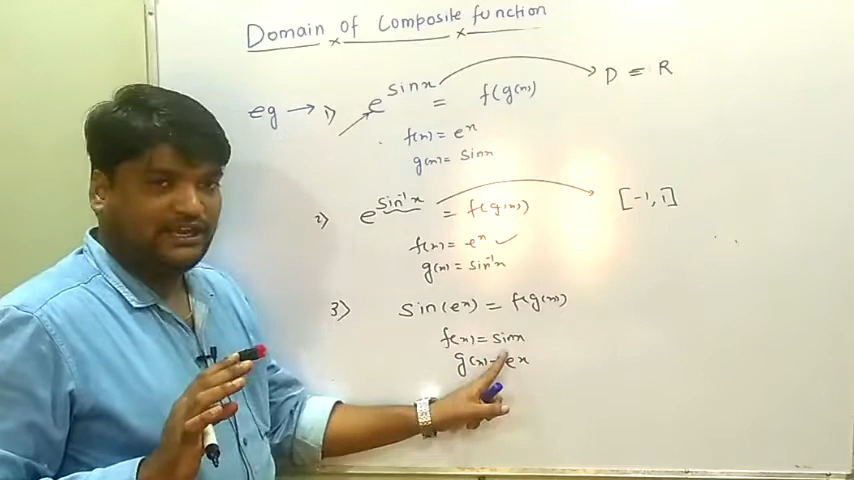 Domain of Composite function
eg → 1) e^sinx = f(g(x)) D = R
f(x) = e^x
g(x) = sinx
2) e^sin⁻¹x = f(g(x)) [-1, 1]
f(x) = e^x ✓
g(x) = sin⁻¹x
3) sin(e^x) = f(g(x))
f(x) = sinx
g(x) = e^x